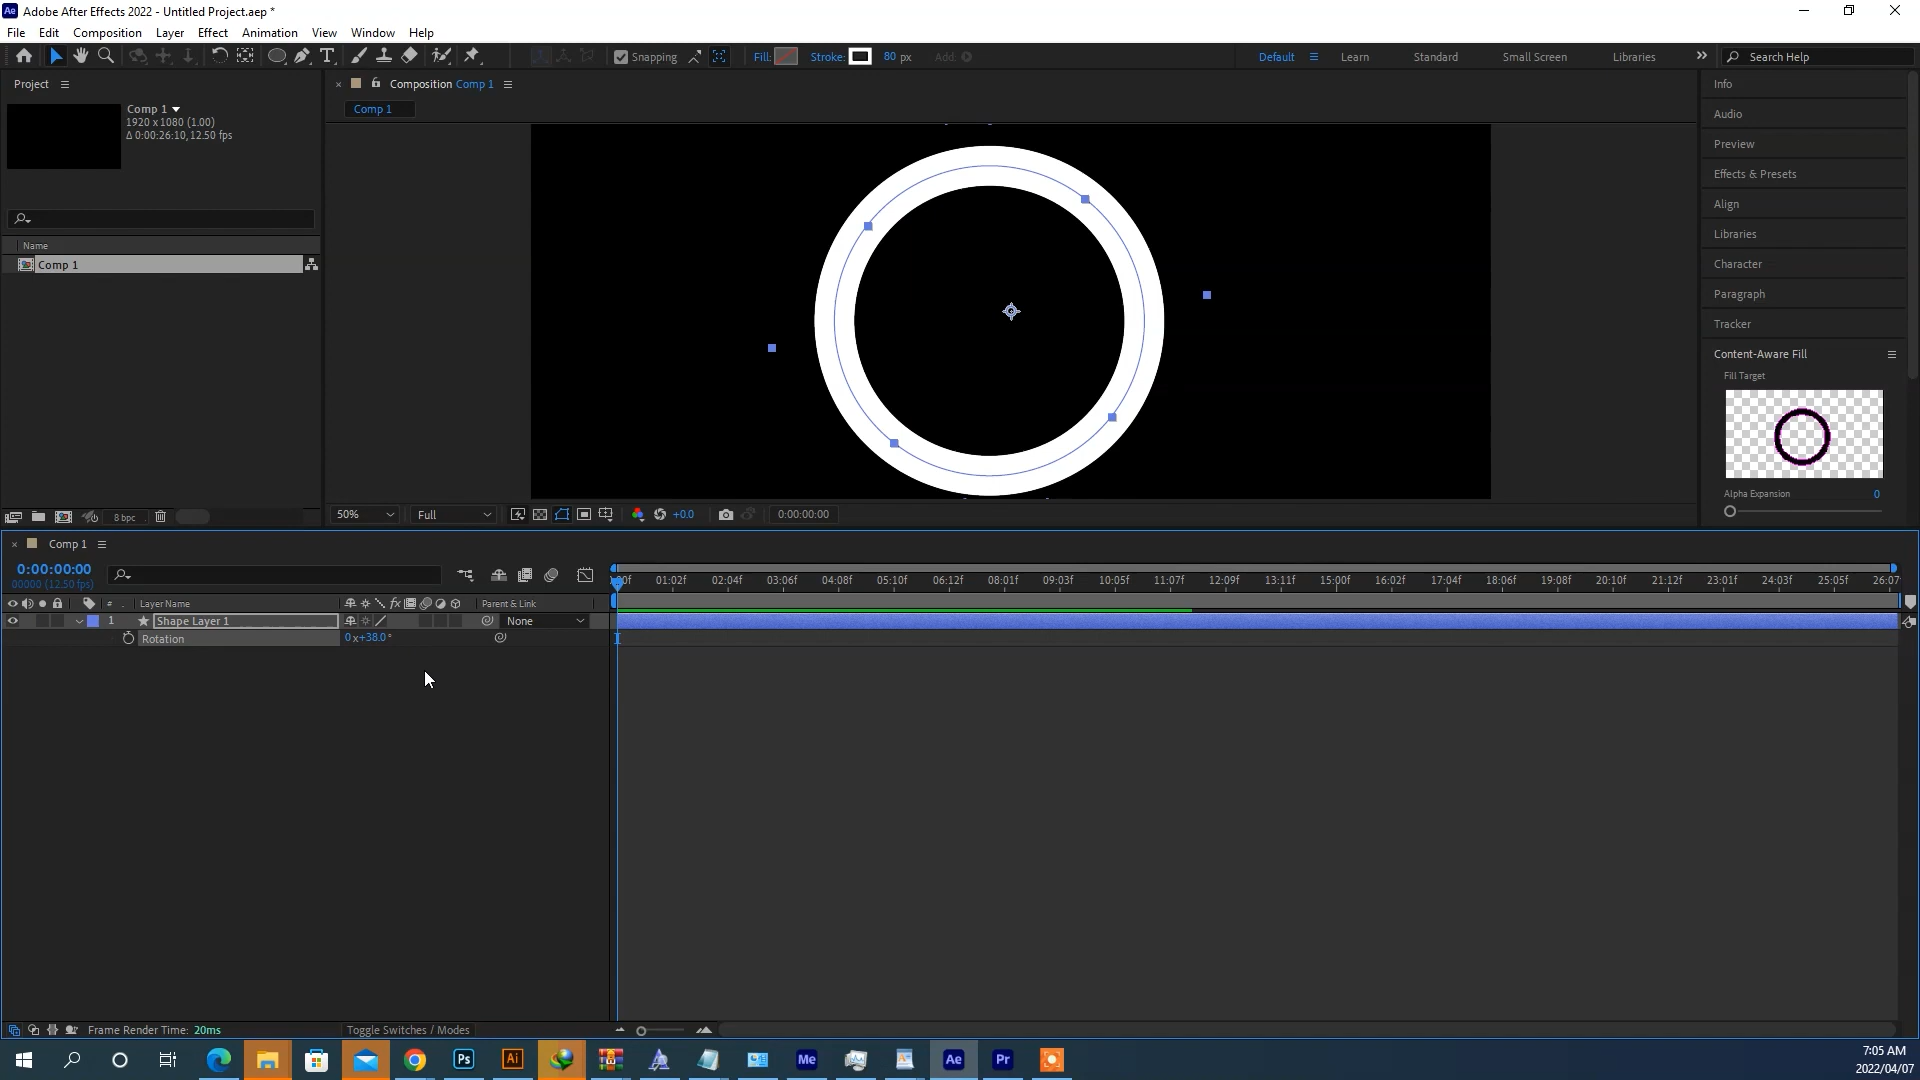 Adobe After Effects 2022 - Untitled Project.aep *
File Edit Composition Layer Effect Animation View Window Help
Snapping Fill: Stroke: 80 px Add: Default Learn Standard Small Screen Libraries Search Help
Project
Comp 1
1920 x 1080 (1.00)
Δ 0:00:26:10, 12.50 fps
Name
Comp 1
8 bpc
Composition Comp 1
Comp 1
50% Full +0.0 0:00:00:00
Info
Audio
Preview
Effects & Presets
Align
Libraries
Character
Paragraph
Tracker
Content-Aware Fill
Fill Target
Alpha Expansion 0
Comp 1
0:00:00:00
00000 (12.50 fps)
:00f 01:02f 02:04f 03:06f 04:08f 05:10f 06:12f 08:01f 09:03f 10:05f 11:07f 12:09f 13:11f 15:00f 16:02f 17:04f 18:06f 19:08f 20:10f 21:12f 23:01f 24:03f 25:05f 26:07
# Layer Name Parent & Link
1 Shape Layer 1 None
Rotation 0x+38.0°
Frame Render Time: 20ms Toggle Switches / Modes
Ps Ai Me Ae Pr
7:05 AM
2022/04/07